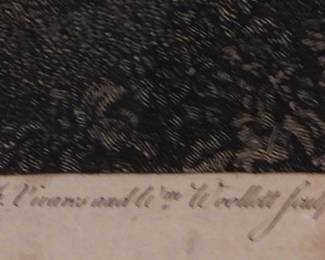 Vivares and Wm Woollett Sculp